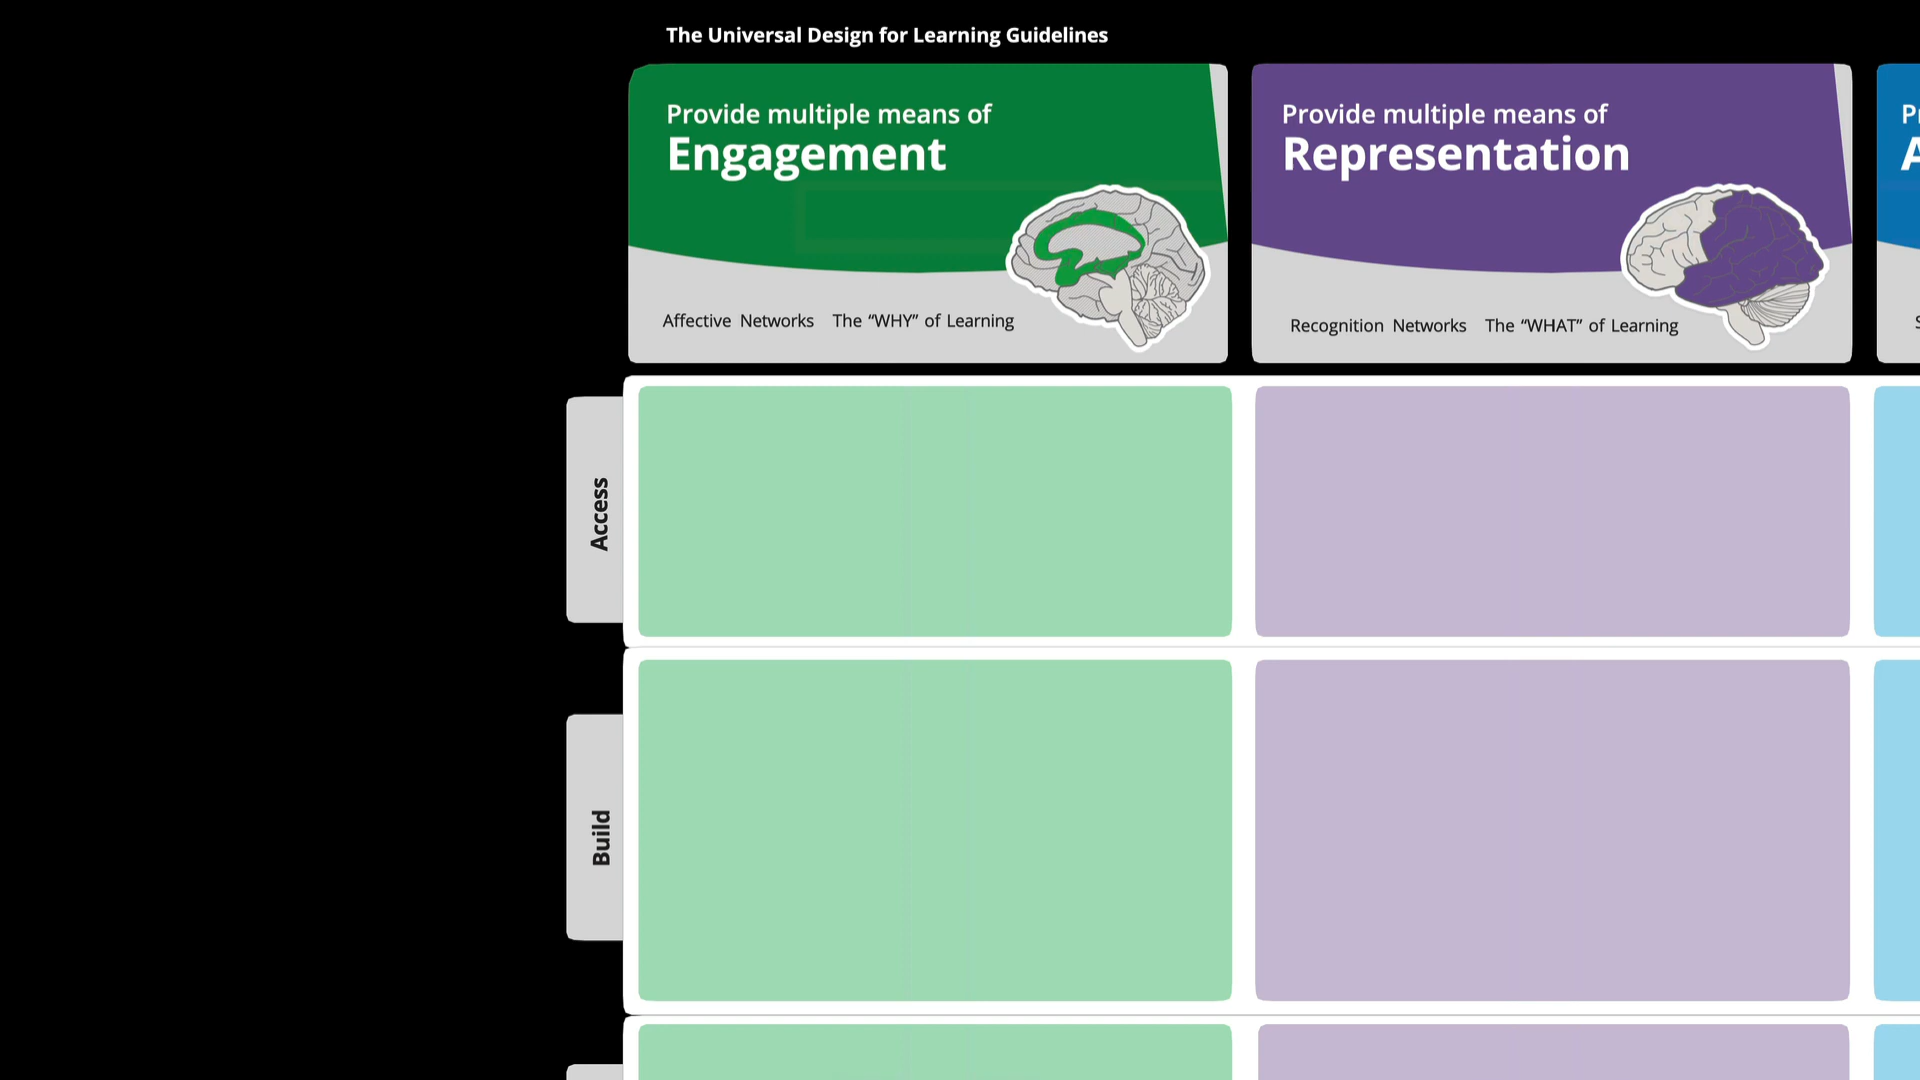 The Universal Design for Learning Guidelines
Provide multiple means of
Engagement
Affective Networks The “WHY” of Learning
Provide multiple means of
Representation
Recognition Networks The “WHAT” of Learning
Access
Build